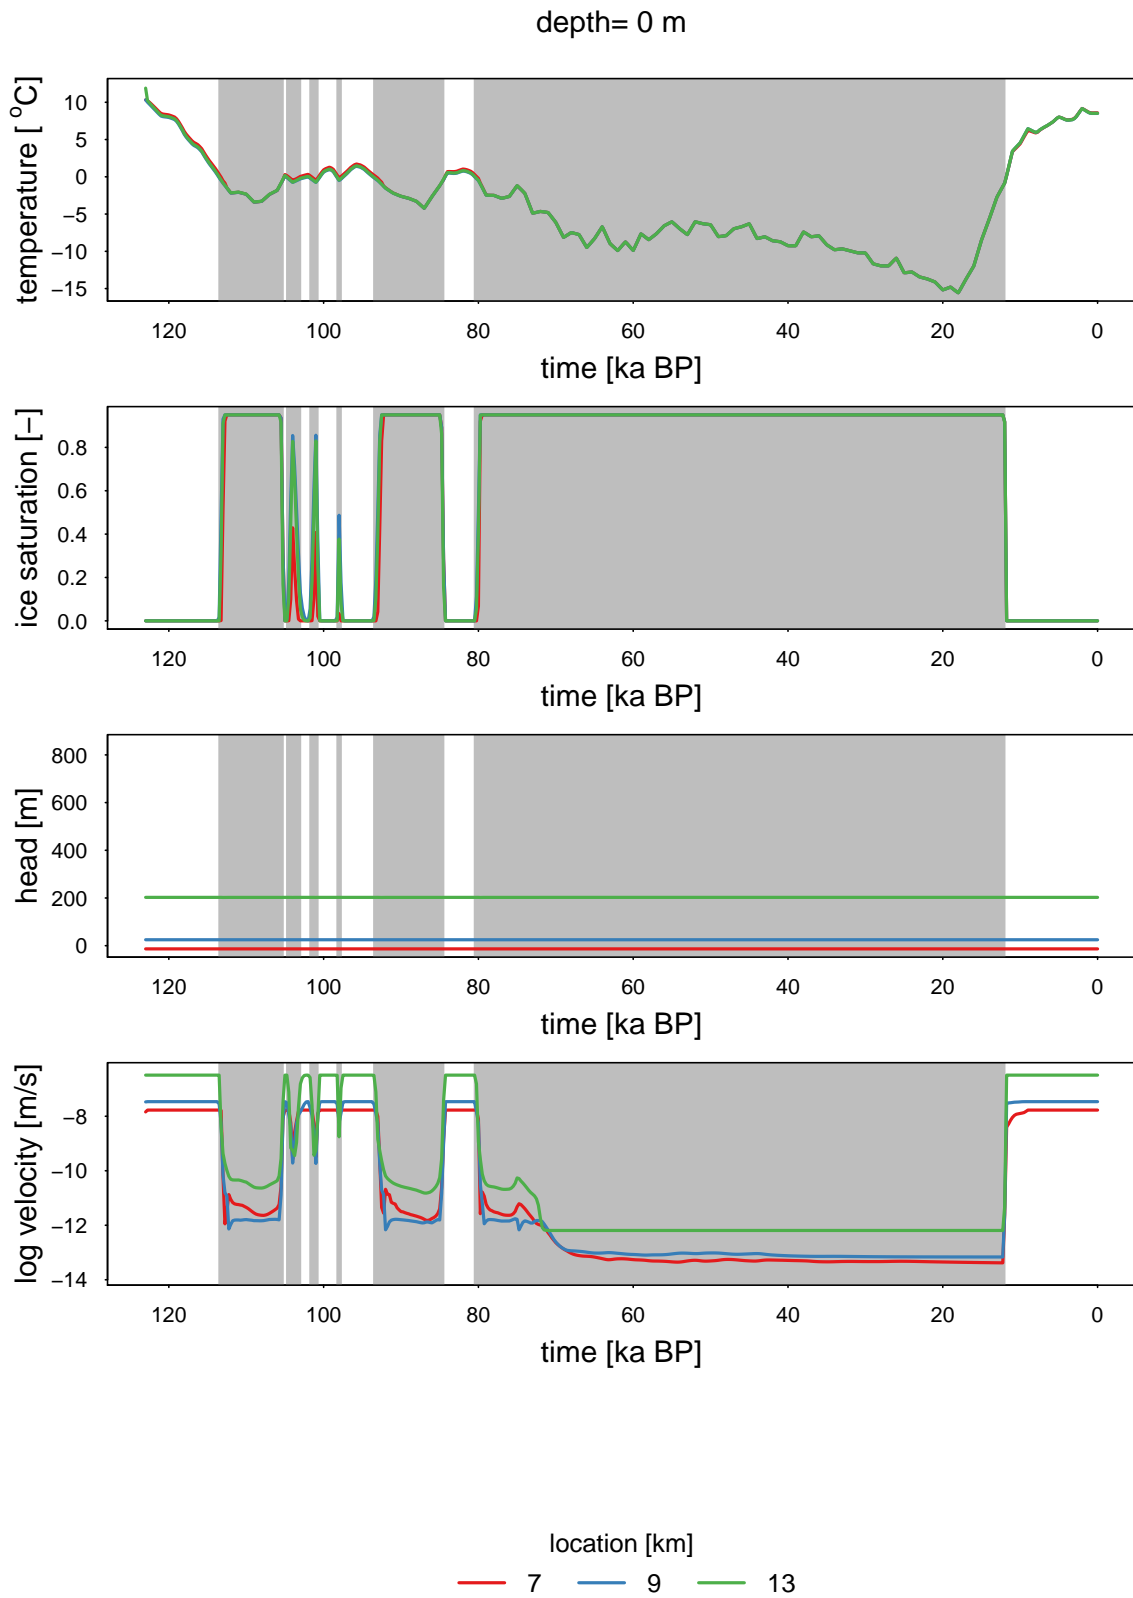 depth= 0 m
temperature [ °C]
10
5
0
−5
−10
−15
120 100 80 60 40 20 0
time [ka BP]
ice saturation [−]
0.8
0.6
0.4
0.2
0.0
120 100 80 60 40 20 0
time [ka BP]
head [m]
800
600
400
200
0
120 100 80 60 40 20 0
time [ka BP]
log velocity [m/s]
−8
−10
−12
−14
120 100 80 60 40 20 0
time [ka BP]
location [km]
7 9 13